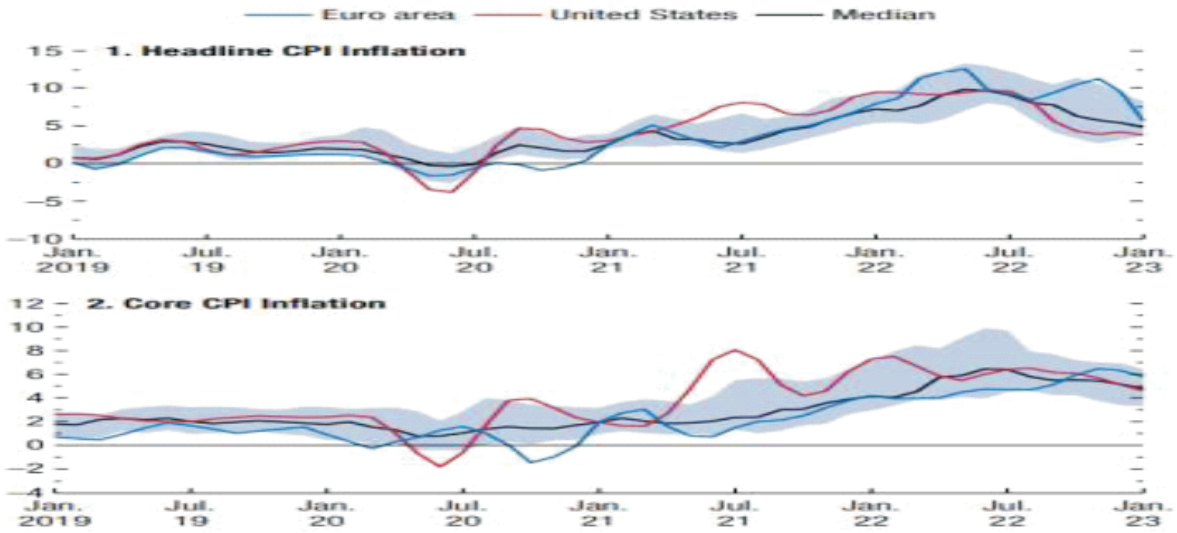 Euro area United States Median
1. Headline CPI Inflation
15
10
5
0
−5
−10
Jan. Jul. Jan. Jul. Jan. Jul. Jan. Jul. Jan.
2019 19 20 20 21 21 22 22 23
2. Core CPI Inflation
12
10
8
6
4
2
0
−2
−4
Jan. Jul. Jan. Jul. Jan. Jul. Jan. Jul. Jan.
2019 19 20 20 21 21 22 22 23